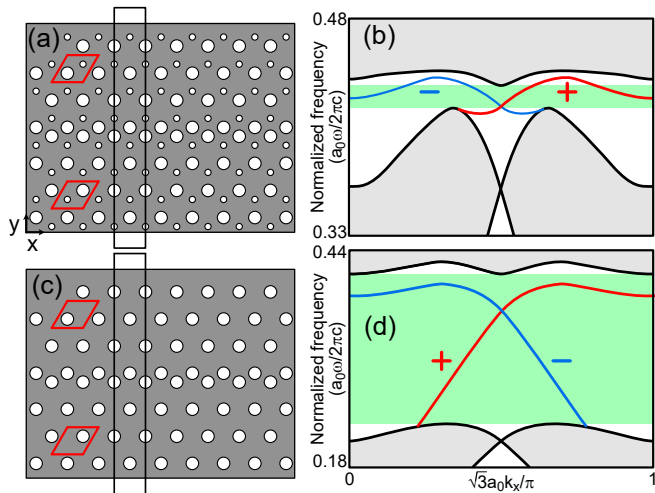 (a)
y
x
(c)
0.48
(b)
Normalized frequency
(a₀ω/2πc)
− +
0.33
0.44
Normalized frequency
(a₀ω/2πc)
(d)
+ −
0.18
0 √3a₀kₓ/π 1